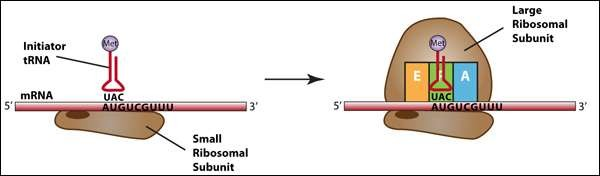 Met
Initiator
tRNA
UAC
mRNA
5'
AUGUCGUUU
3'
Small
Ribosomal
Subunit
Large
Ribosomal
Subunit
Met
E
A
UAC
5'
AUGUCGUUU
3'